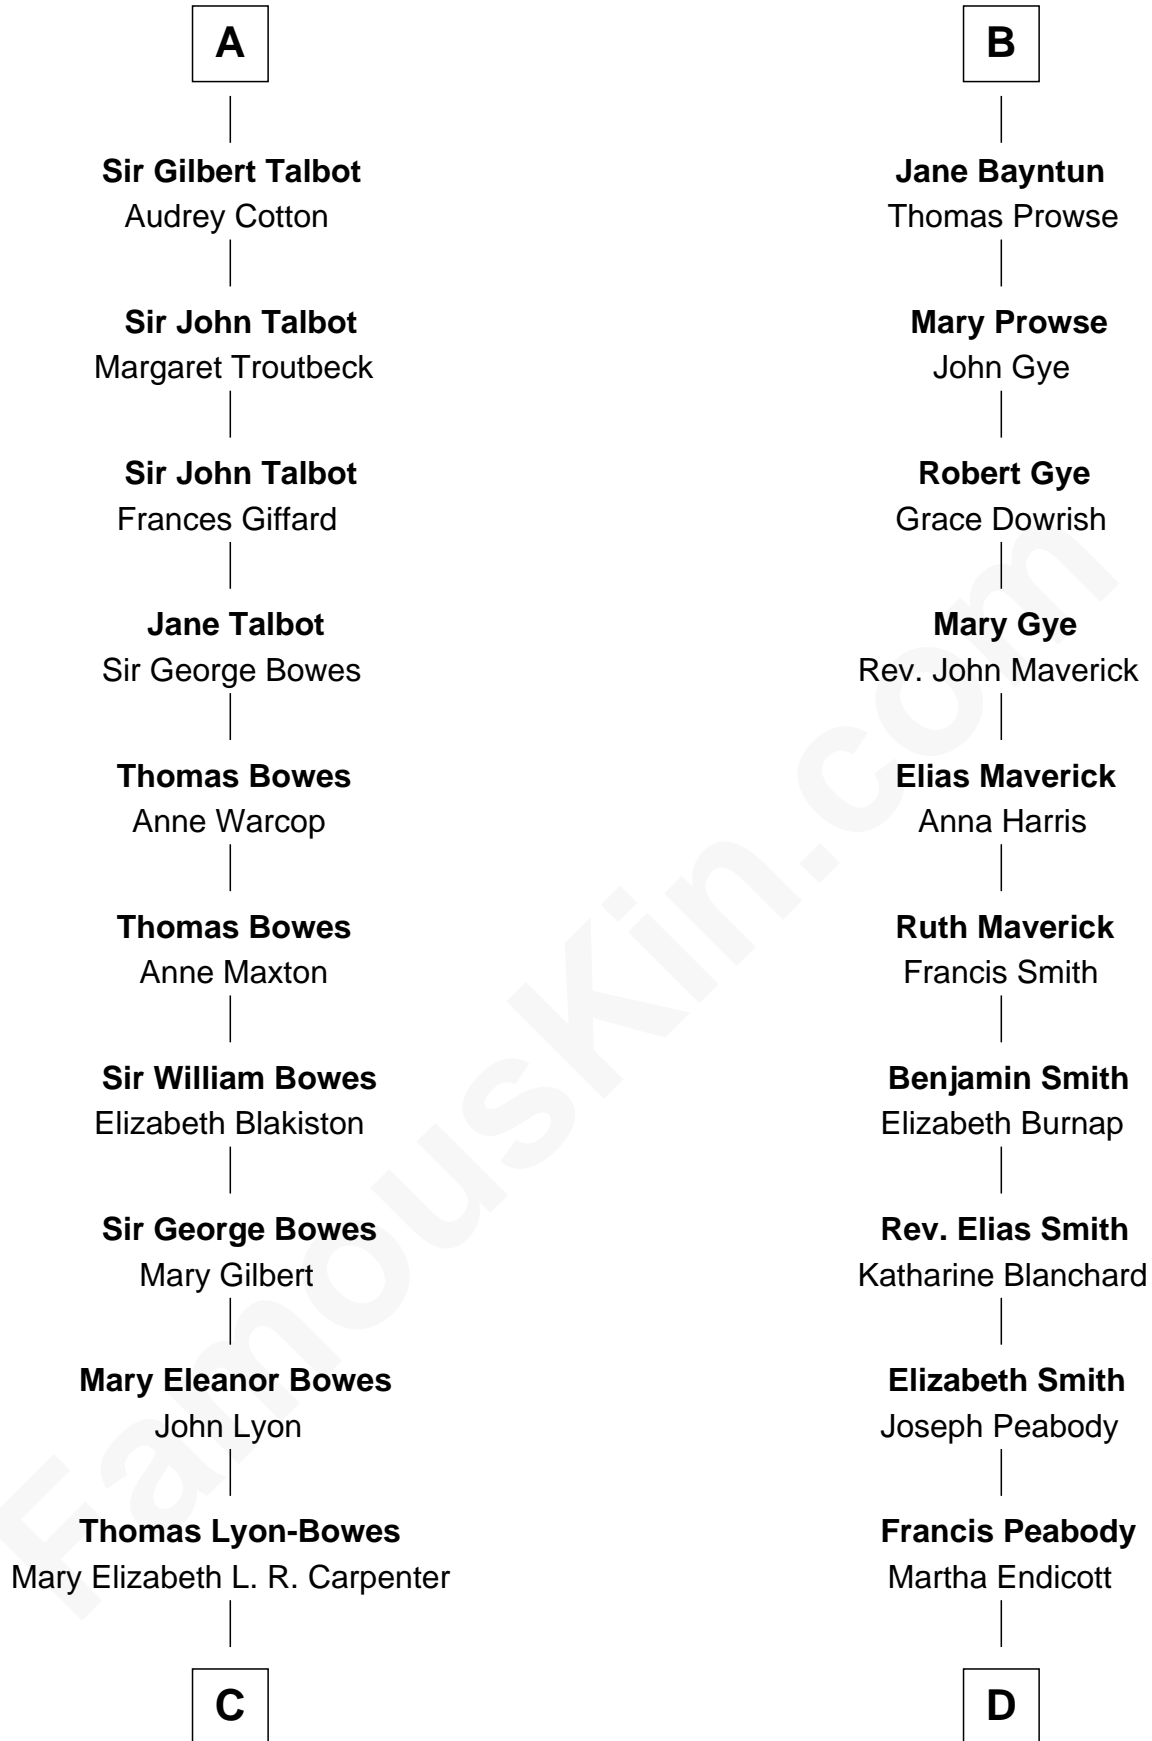 A
Sir Gilbert Talbot
Audrey Cotton
Sir John Talbot
Margaret Troutbeck
Sir John Talbot
Frances Giffard
Jane Talbot
Sir George Bowes
Thomas Bowes
Anne Warcop
Thomas Bowes
Anne Maxton
Sir William Bowes
Elizabeth Blakiston
Sir George Bowes
Mary Gilbert
Mary Eleanor Bowes
John Lyon
Thomas Lyon-Bowes
Mary Elizabeth L. R. Carpenter
C
B
Jane Bayntun
Thomas Prowse
Mary Prowse
John Gye
Robert Gye
Grace Dowrish
Mary Gye
Rev. John Maverick
Elias Maverick
Anna Harris
Ruth Maverick
Francis Smith
Benjamin Smith
Elizabeth Burnap
Rev. Elias Smith
Katharine Blanchard
Elizabeth Smith
Joseph Peabody
Francis Peabody
Martha Endicott
D
FamousKin.com